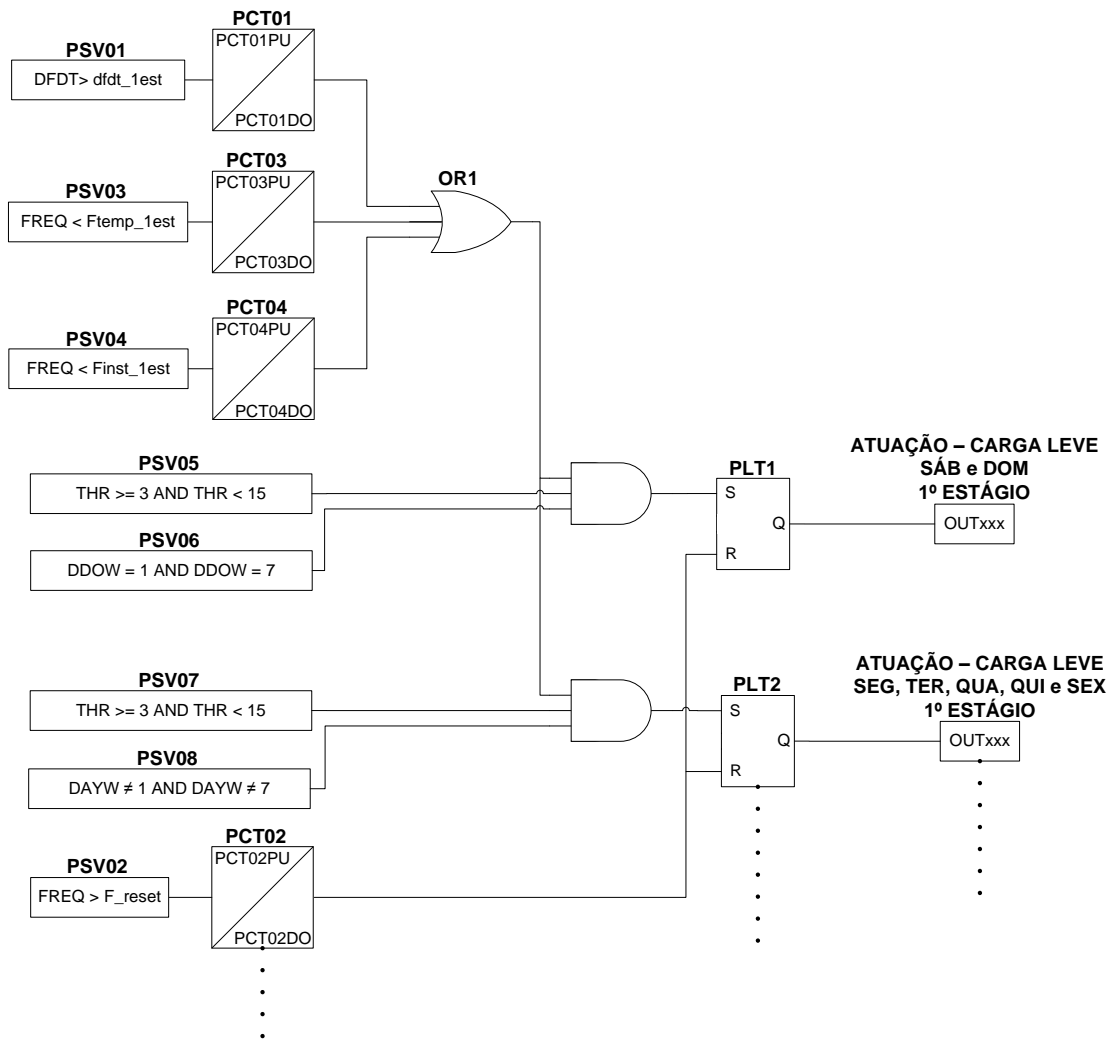 PCT01
PCT01PU
PSV01
DFDT> dfdt_1est
PCT01DO
PCT03
PCT03PU
PSV03
FREQ < Ftemp_1est
PCT03DO
OR1
PCT04
PCT04PU
PSV04
FREQ < Finst_1est
PCT04DO
PSV05
THR >= 3 AND THR < 15
PSV06
DDOW = 1 AND DDOW = 7
PLT1
S
Q
R
ATUAÇÃO – CARGA LEVE
SÁB e DOM
1º ESTÁGIO
OUTxxx
PSV07
THR >= 3 AND THR < 15
PSV08
DAYW ≠ 1 AND DAYW ≠ 7
PLT2
S
Q
R
ATUAÇÃO – CARGA LEVE
SEG, TER, QUA, QUI e SEX
1º ESTÁGIO
OUTxxx
PCT02
PCT02PU
PSV02
FREQ > F_reset
PCT02DO